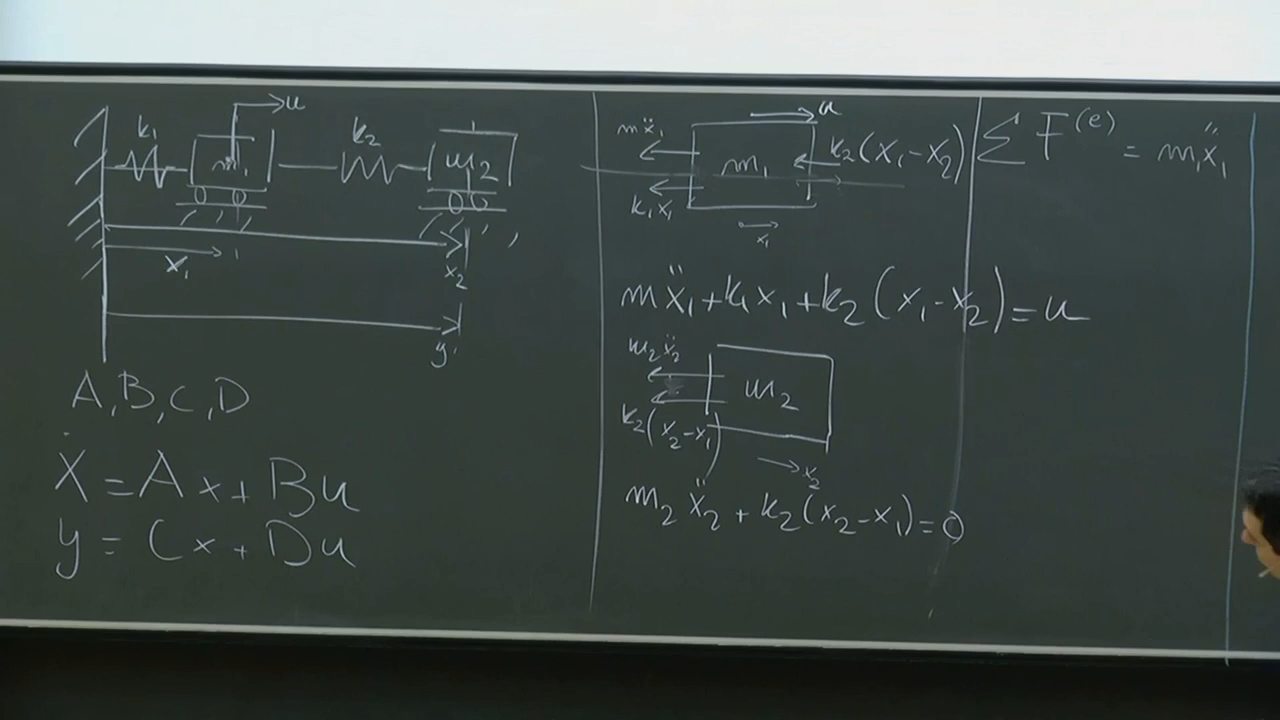 k₁ m₁ u k₂ m₂
x₁ x₂
y
A, B, C, D
ẋ = Ax + Bu
y = Cx + Du
mẍ₁ u
m₁ k₂(x₁-x₂)
k₁x₁
x₁
mẍ₁ + k₁x₁ + k₂(x₁-x₂) = u
m₂ẍ₂
m₂
k₂(x₂-x₁)
x₂
m₂ẍ₂ + k₂(x₂-x₁) = 0
∑F⁽ᵉ⁾ = m₁ẍ₁